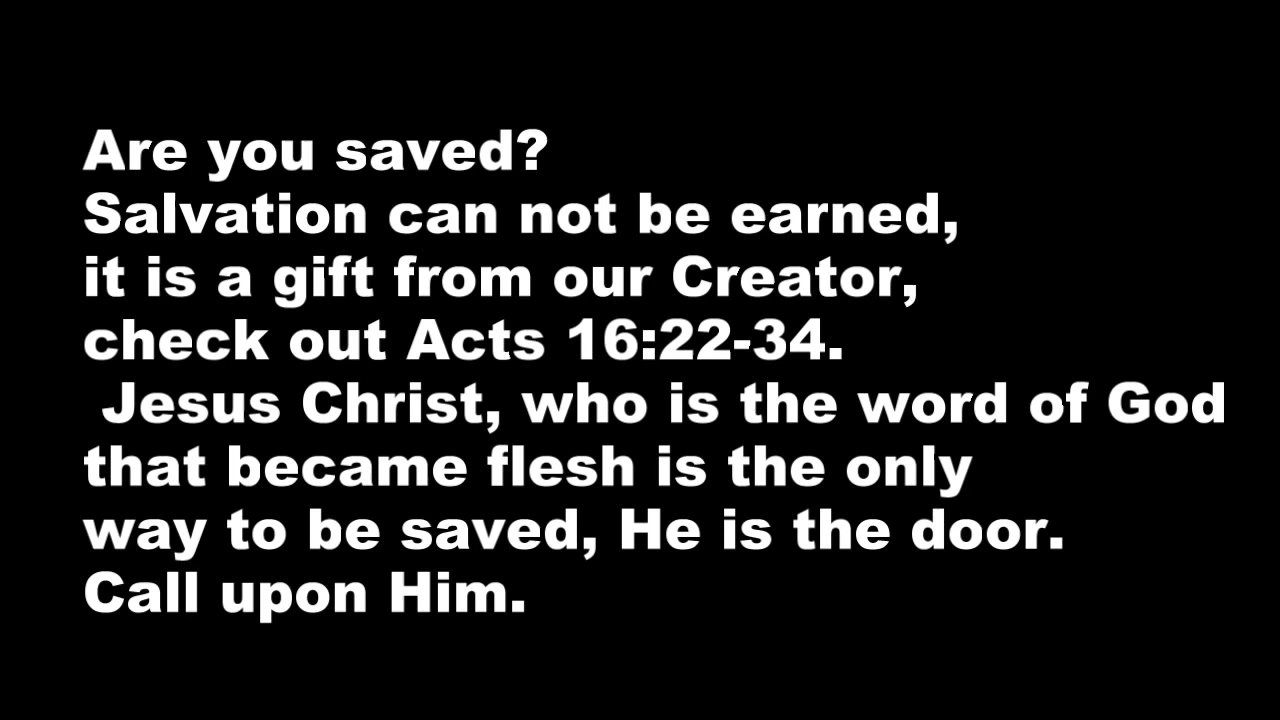 Are you saved?
Salvation can not be earned,
it is a gift from our Creator,
check out Acts 16:22-34.
Jesus Christ, who is the word of God
that became flesh is the only
way to be saved, He is the door.
Call upon Him.